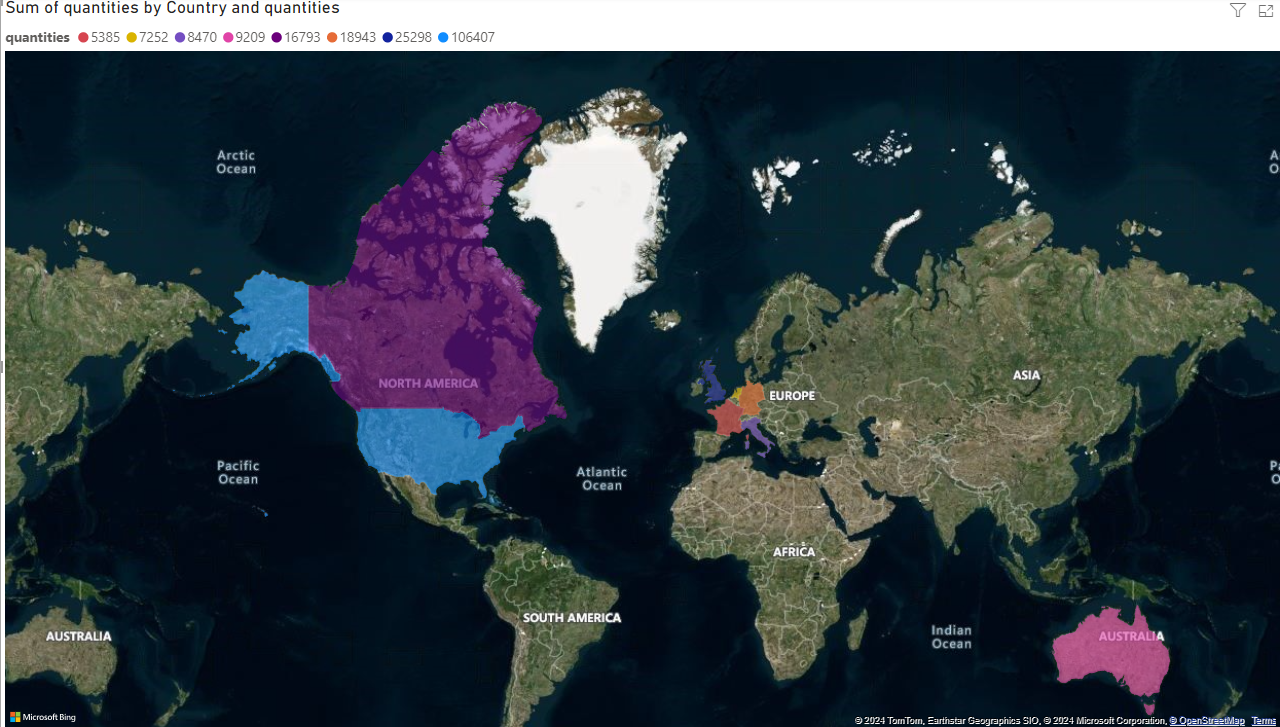 Sum of quantities by Country and quantities
quantities 5385 7252 8470 9209 16793 18943 25298 106407
Arctic
Ocean
A
O
NORTH AMERICA
ASIA
EUROPE
Pacific
Ocean
Atlantic
Ocean
Pa
O
AFRICA
SOUTH AMERICA
Indian
Ocean
AUSTRALIA
AUSTRALIA
Microsoft Bing
© 2024 TomTom, Earthstar Geographics SIO, © 2024 Microsoft Corporation, © OpenStreetMap Terms